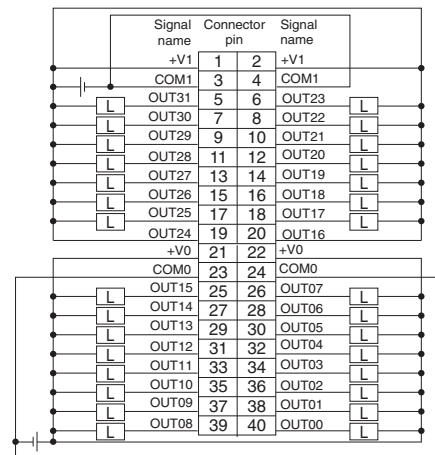 Signal name Connector pin Signal name
+V1 1 2 +V1
COM1 3 4 COM1
L OUT31 5 6 OUT23 L
L OUT30 7 8 OUT22 L
L OUT29 9 10 OUT21 L
L OUT28 11 12 OUT20 L
L OUT27 13 14 OUT19 L
L OUT26 15 16 OUT18 L
L OUT25 17 18 OUT17 L
OUT24 19 20 OUT16
+V0 21 22 +V0
COM0 23 24 COM0
L OUT15 25 26 OUT07 L
L OUT14 27 28 OUT06 L
L OUT13 29 30 OUT05 L
L OUT12 31 32 OUT04 L
L OUT11 33 34 OUT03 L
L OUT10 35 36 OUT02 L
L OUT09 37 38 OUT01 L
L OUT08 39 40 OUT00 L